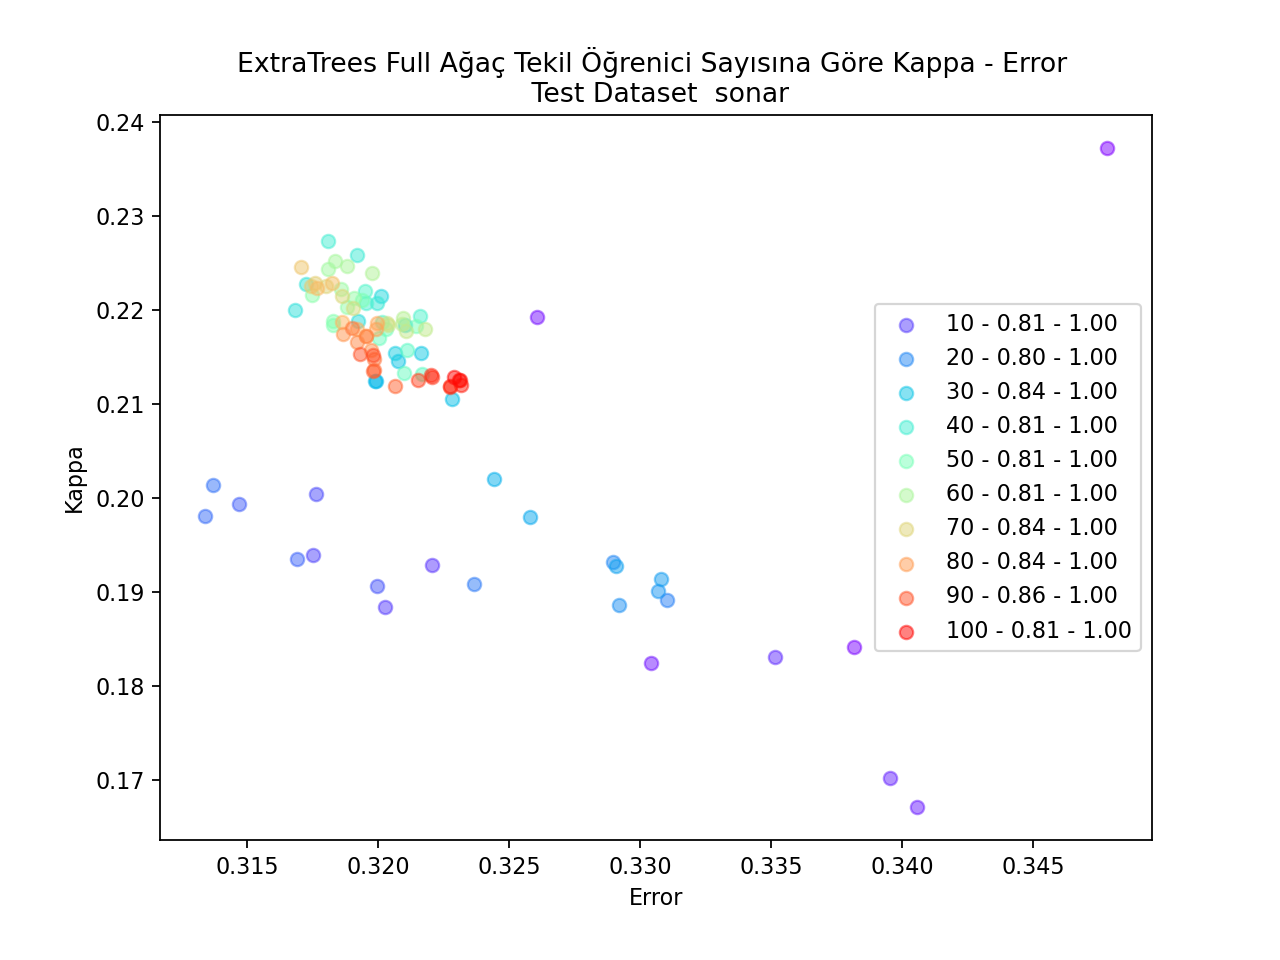 ExtraTrees Full Ağaç Tekil Öğrenici Sayısına Göre Kappa - Error
Test Dataset  sonar
0.24
0.23
0.22
0.21
0.20
0.19
0.18
0.17
Kappa
10 - 0.81 - 1.00
20 - 0.80 - 1.00
30 - 0.84 - 1.00
40 - 0.81 - 1.00
50 - 0.81 - 1.00
60 - 0.81 - 1.00
70 - 0.84 - 1.00
80 - 0.84 - 1.00
90 - 0.86 - 1.00
100 - 0.81 - 1.00
0.315 0.320 0.325 0.330 0.335 0.340 0.345
Error